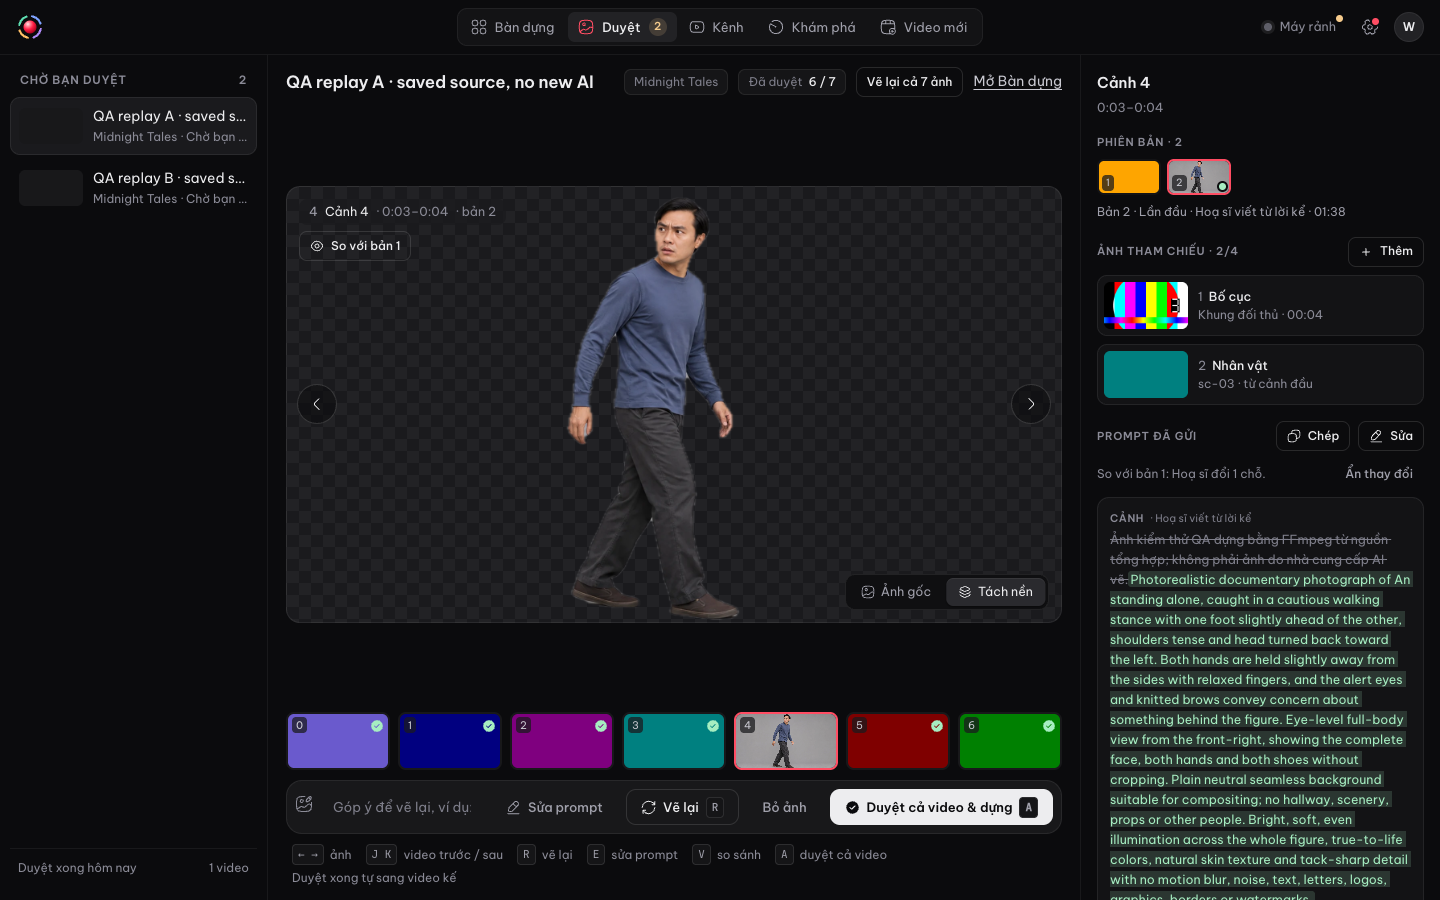 Bàn dựng
Duyệt 2
Kênh
Khám phá
Video mới
Máy rảnh
W
CHỜ BẠN DUYỆT 2
QA replay A · saved s...
Midnight Tales · Chờ bạn ...
QA replay B · saved s...
Midnight Tales · Chờ bạn ...
Duyệt xong hôm nay 1 video
QA replay A · saved source, no new AI
Midnight Tales
Đã duyệt 6 / 7
Vẽ lại cả 7 ảnh
Mở Bàn dựng
4 Cảnh 4 · 0:03–0:04 · bản 2
So với bản 1
Ảnh gốc
Tách nền
0
1
2
3
4
5
6
Góp ý để vẽ lại, ví dụ:
Sửa prompt
Vẽ lại R
Bỏ ảnh
Duyệt cả video & dựng A
← → ảnh
J K video trước / sau
R vẽ lại
E sửa prompt
V so sánh
A duyệt cả video
Duyệt xong tự sang video kế
Cảnh 4
0:03–0:04
PHIÊN BẢN · 2
1
2
Bản 2 · Lần đầu · Hoạ sĩ viết từ lời kể · 01:38
ẢNH THAM CHIẾU · 2/4
Thêm
1 Bố cục
Khung đối thủ · 00:04
2 Nhân vật
sc-03 · từ cảnh đầu
PROMPT ĐÃ GỬI
Chép
Sửa
So với bản 1: Hoạ sĩ đổi 1 chỗ.
Ẩn thay đổi
CẢNH · Hoạ sĩ viết từ lời kể
Ảnh kiểm thử QA dựng bằng FFmpeg từ nguồn
tổng hợp; không phải ảnh do nhà cung cấp AI
vẽ. Photorealistic documentary photograph of An
standing alone, caught in a cautious walking
stance with one foot slightly ahead of the other,
shoulders tense and head turned back toward
the left. Both hands are held slightly away from
the sides with relaxed fingers, and the alert eyes
and knitted brows convey concern about
something behind the figure. Eye-level full-body
view from the front-right, showing the complete
face, both hands and both shoes without
cropping. Plain neutral seamless background
suitable for compositing; no hallway, scenery,
props or other people. Bright, soft, even
illumination across the whole figure, true-to-life
colors, natural skin texture and tack-sharp detail
with no motion blur, noise, text, letters, logos,
graphics, borders or watermarks.